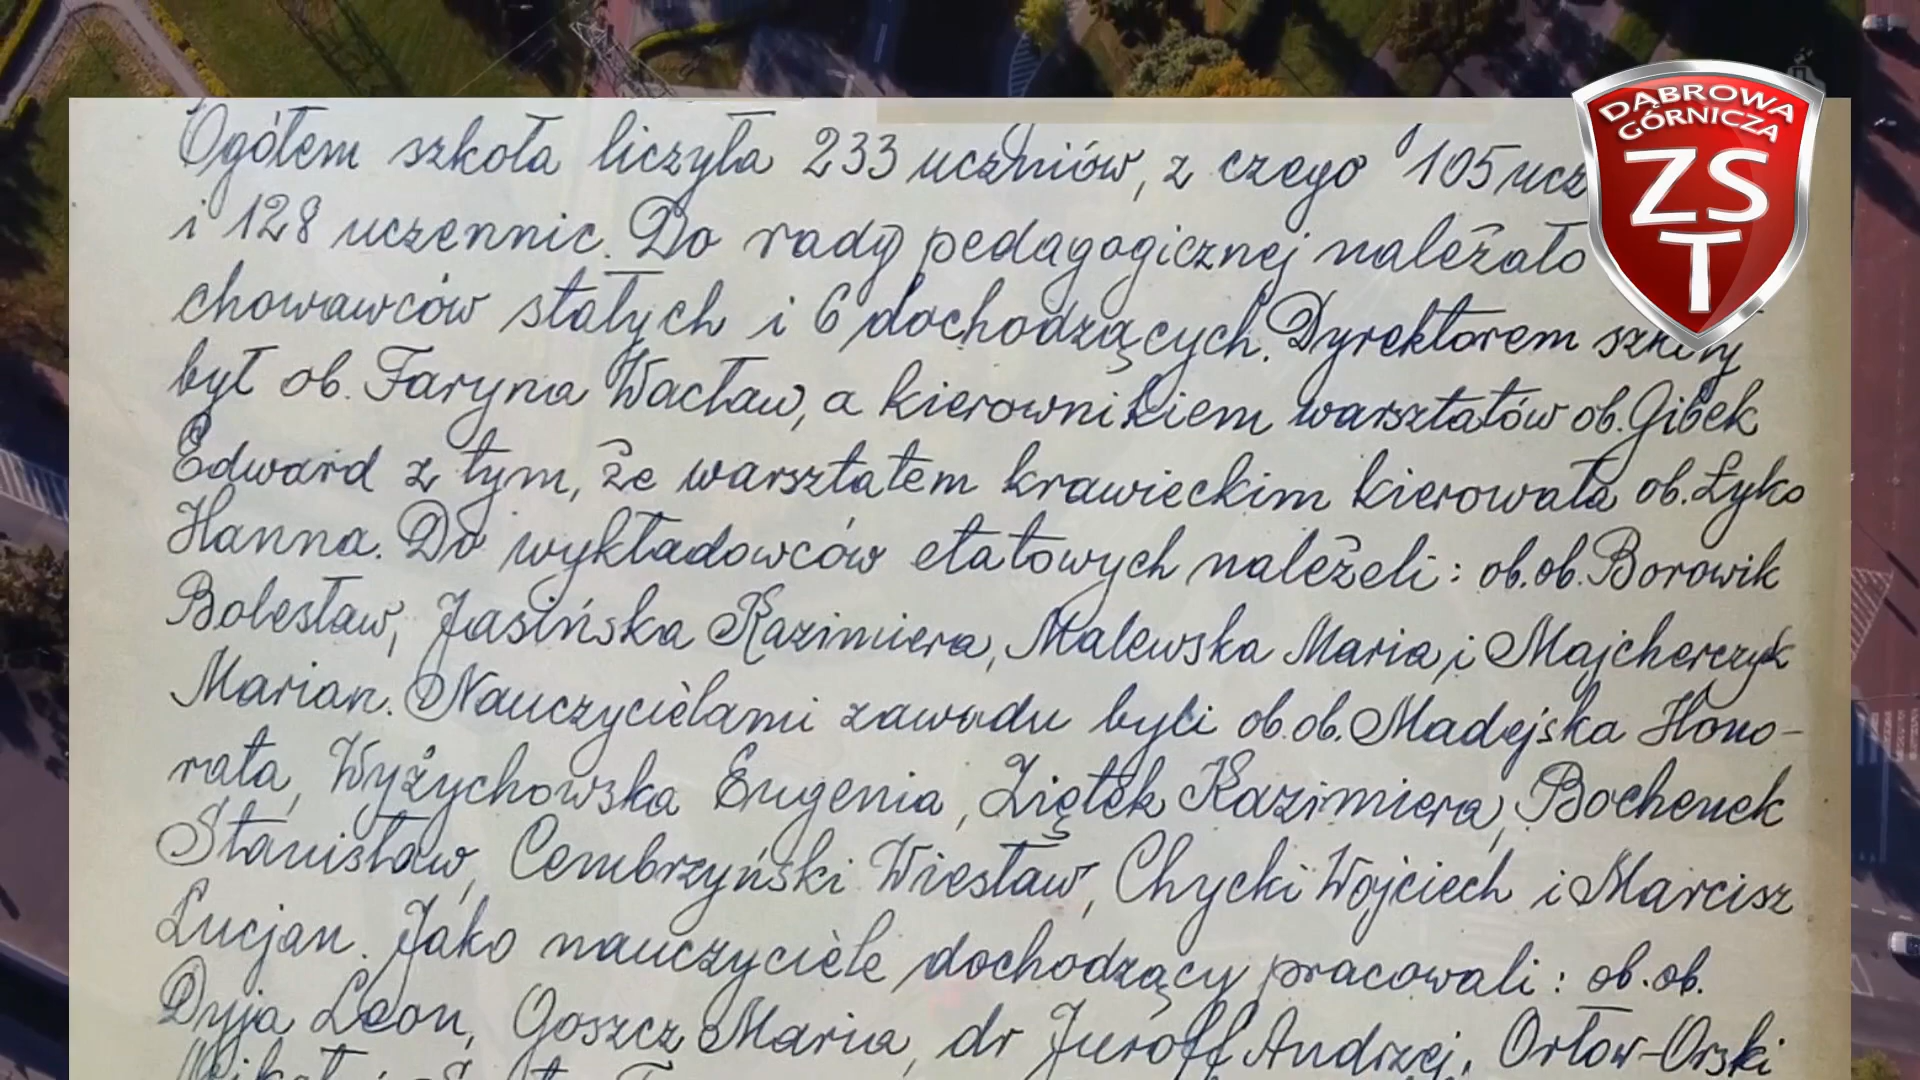 Ogółem szkoła liczyła 233 uczniów, z czego 105 ucz
i 128 uczennic. Do rady pedagogicznej należało
chowawców stałych i 6 dochodzących. Dyrektorem szkoły
był ob. Faryna Wacław, a kierownikiem warsztatów ob. Gibek
Edward z tym, że warsztatem krawieckim kierowała ob. Łyko
Hanna. Do wykładowców etatowych należeli: ob.ob. Borowik
Bolesław, Jasińska Kazimiera, Malewska Maria, i Majcherczyk
Marian. Nauczycielami zawodu byli ob.ob. Madejska Hono-
rata, Wyżychowska Eugenia, Ziętek Kazimiera, Bochenek
Stanisław, Cembrzyński Wiesław, Chycki Wojciech i Marcisz
Lucjan. Jako nauczyciele dochodzący pracowali: ob.ob.
Dyja Leon, Goszcz Maria, dr Juroff Andrzej, Orłow-Orski
DĄBROWA
GÓRNICZA
ZS
T